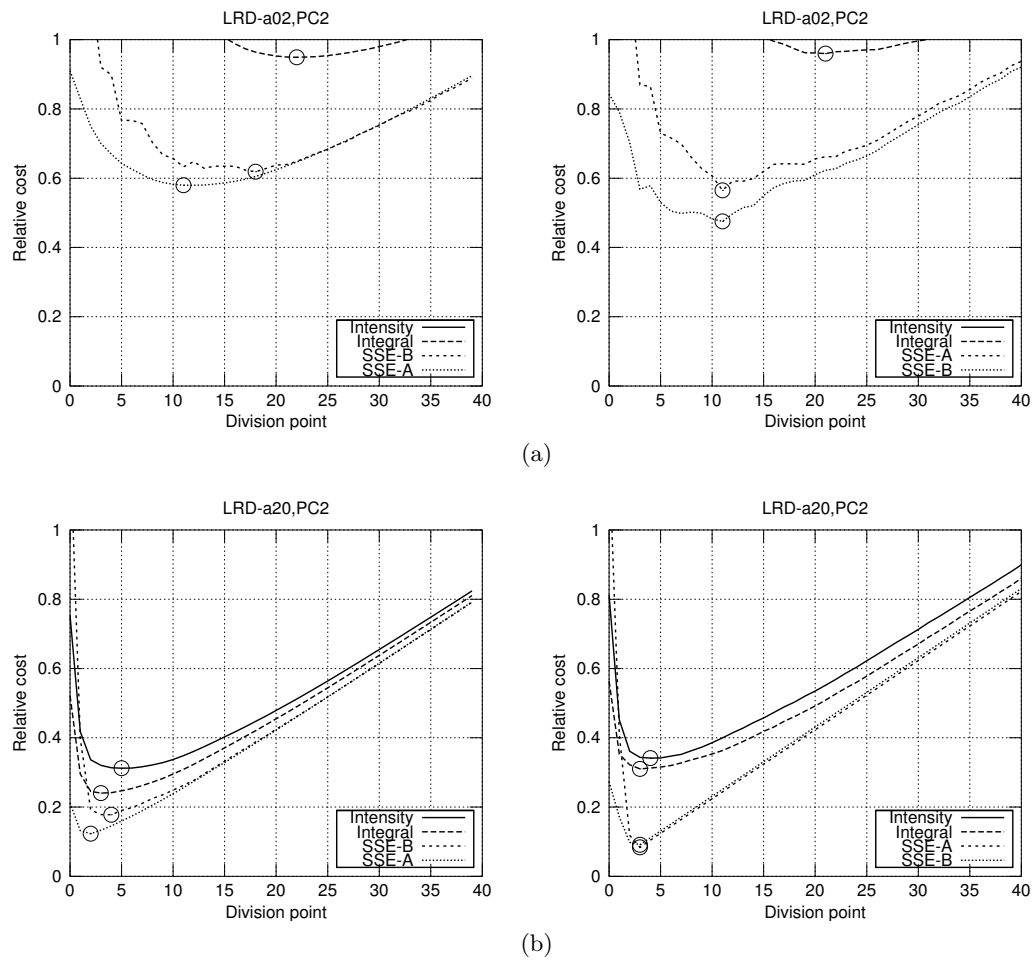 LRD-a02,PC2
1
0.8
0.6
0.4
0.2
0
Relative cost
Intensity
Integral
SSE-B
SSE-A
0 5 10 15 20 25 30 35 40
Division point
LRD-a02,PC2
1
0.8
0.6
0.4
0.2
0
Relative cost
Intensity
Integral
SSE-A
SSE-B
0 5 10 15 20 25 30 35 40
Division point
(a)
LRD-a20,PC2
1
0.8
0.6
0.4
0.2
0
Relative cost
Intensity
Integral
SSE-B
SSE-A
0 5 10 15 20 25 30 35 40
Division point
LRD-a20,PC2
1
0.8
0.6
0.4
0.2
0
Relative cost
Intensity
Integral
SSE-A
SSE-B
0 5 10 15 20 25 30 35 40
Division point
(b)